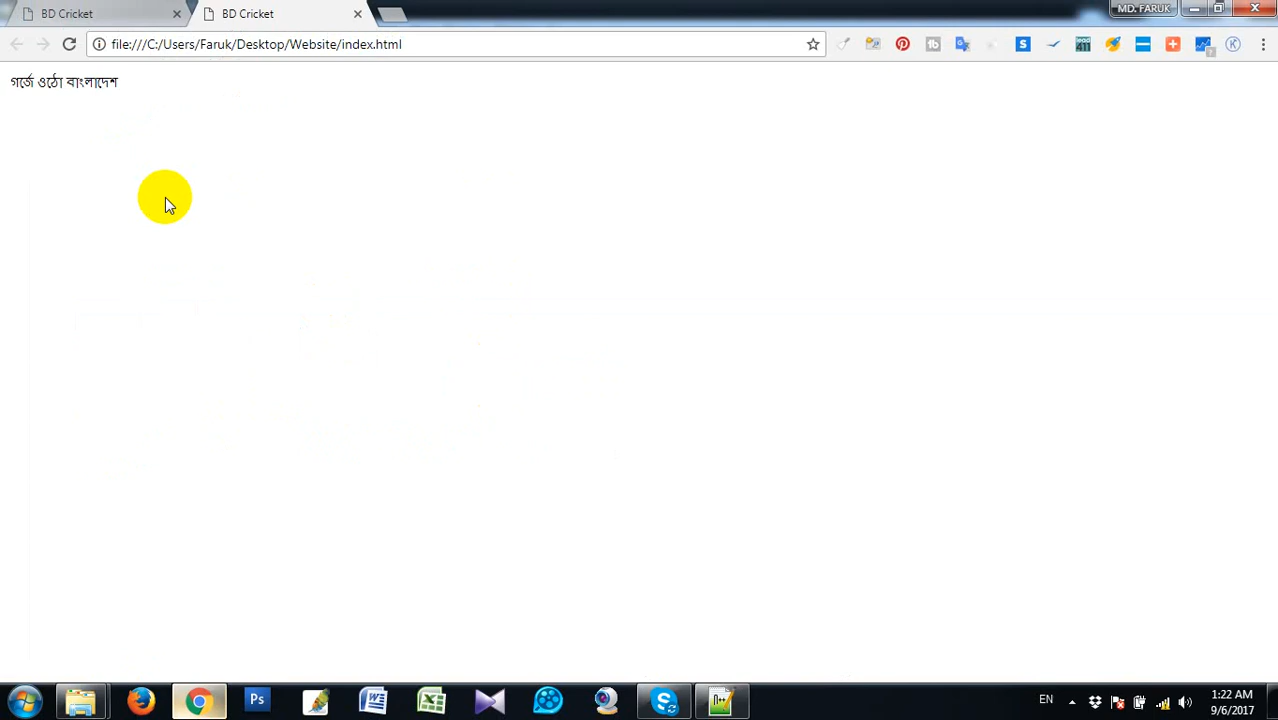 BD Cricket
BD Cricket
MD. FARUK
file:///C:/Users/Faruk/Desktop/Website/index.html
গর্জে ওঠো বাংলাদেশ
EN
1:22 AM
9/6/2017